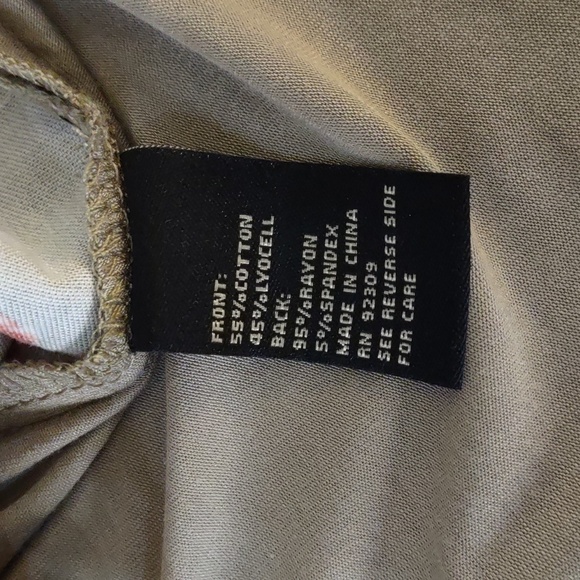 FRONT:
55%COTTON
45%LYOCELL
BACK:
95%RAYON
5%SPANDEX
MADE IN CHINA
RN 92309
SEE REVERSE SIDE
FOR CARE